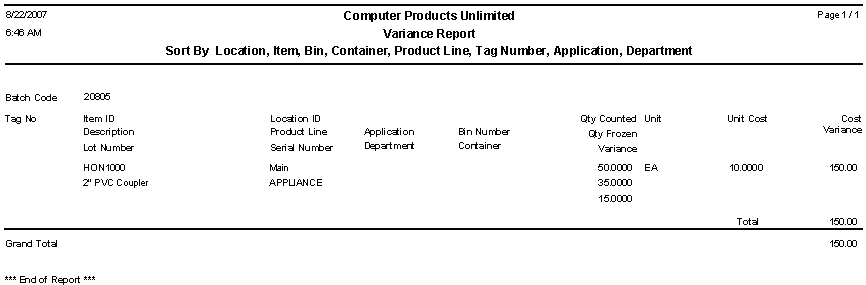 8/22/2007 Computer Products Unlimited Page 1 / 1
6:46 AM Variance Report
Sort By Location, Item, Bin, Container, Product Line, Tag Number, Application, Department
Batch Code 20805
Tag No Item ID Location ID Qty Counted Unit Unit Cost Cost
Description Product Line Application Bin Number Qty Frozen Variance
Lot Number Serial Number Department Container Variance
HON1000 Main 50.0000 EA 10.0000 150.00
2" PVC Coupler APPLIANCE 35.0000
15.0000
Total 150.00
Grand Total 150.00
*** End of Report ***